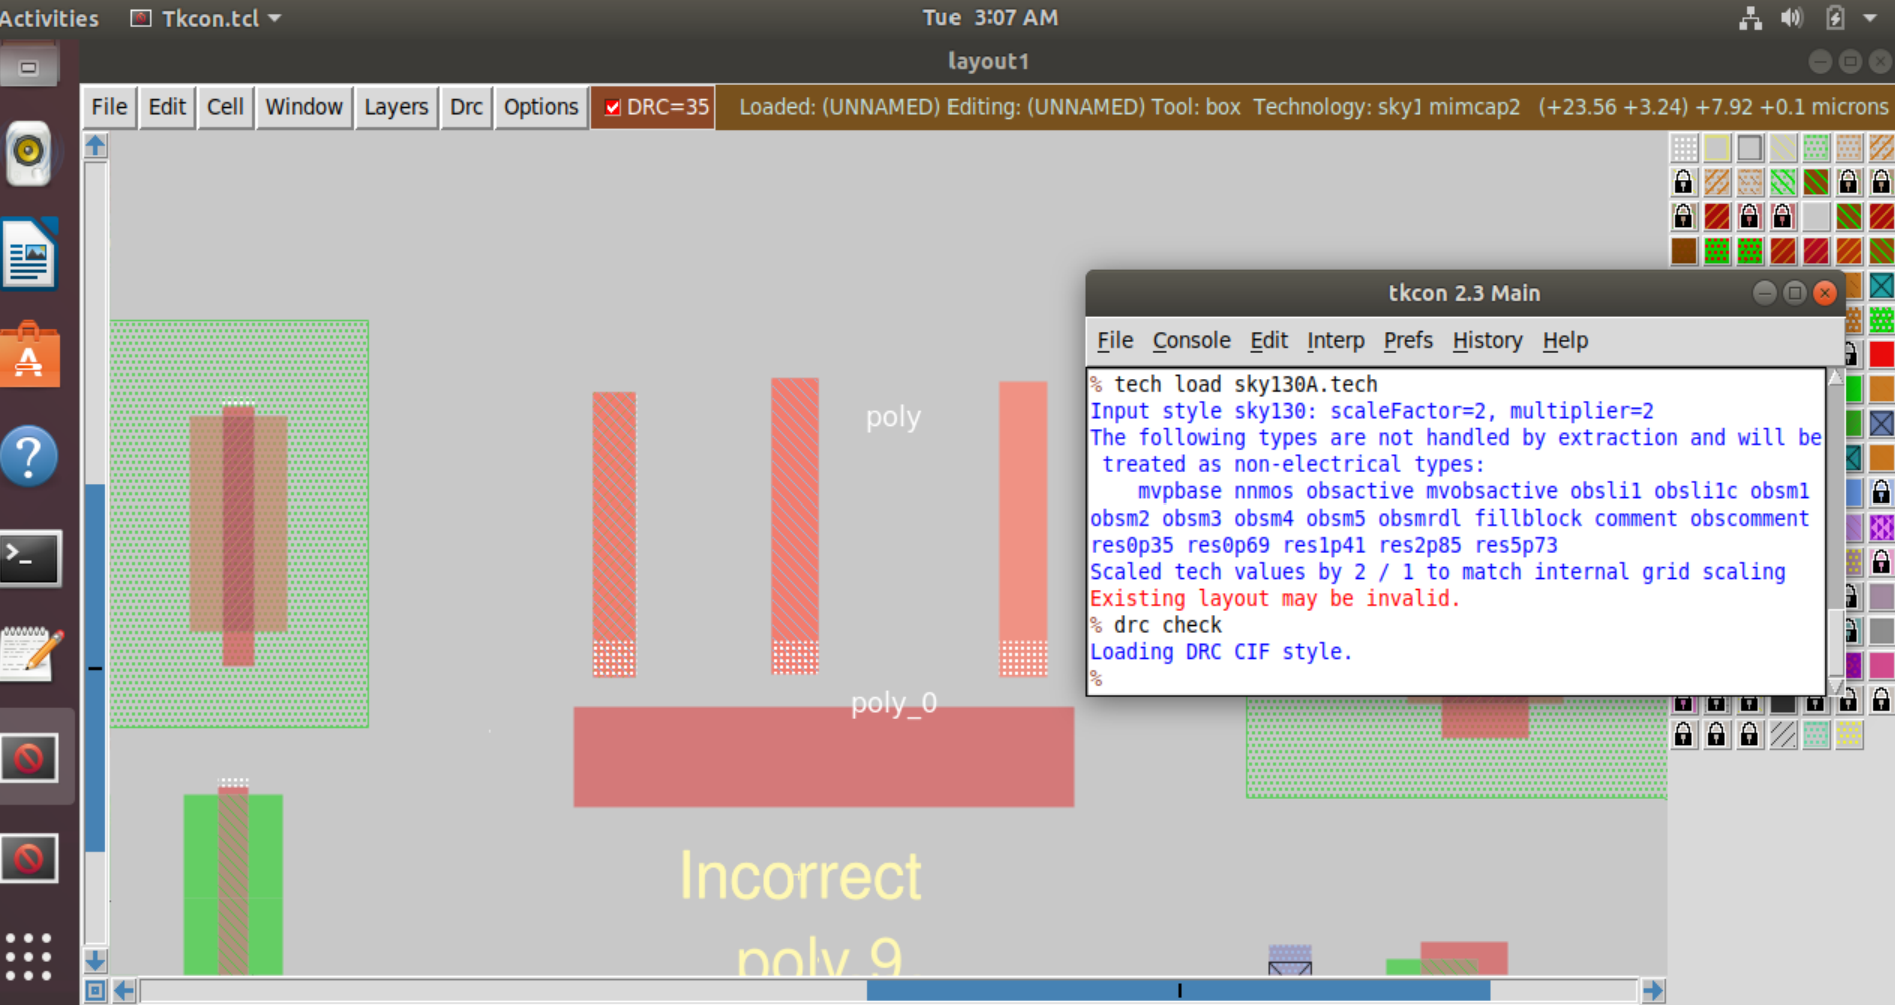 Activities
Tkcon.tcl
Tue 3:07 AM
layout1
File Edit Cell Window Layers Drc Options
DRC=35
Loaded: (UNNAMED) Editing: (UNNAMED) Tool: box Technology: sky1 mimcap2 (+23.56 +3.24) +7.92 +0.1 microns
poly
poly_0
Incorrect
poly.9
tkcon 2.3 Main
File Console Edit Interp Prefs History Help
% tech load sky130A.tech
Input style sky130: scaleFactor=2, multiplier=2
The following types are not handled by extraction and will be
treated as non-electrical types:
mvpbase nnmos obsactive mvobsactive obsli1 obsli1c obsm1
obsm2 obsm3 obsm4 obsm5 obsmrdl fillblock comment obscomment
res0p35 res0p69 res1p41 res2p85 res5p73
Scaled tech values by 2 / 1 to match internal grid scaling
Existing layout may be invalid.
% drc check
Loading DRC CIF style.
%